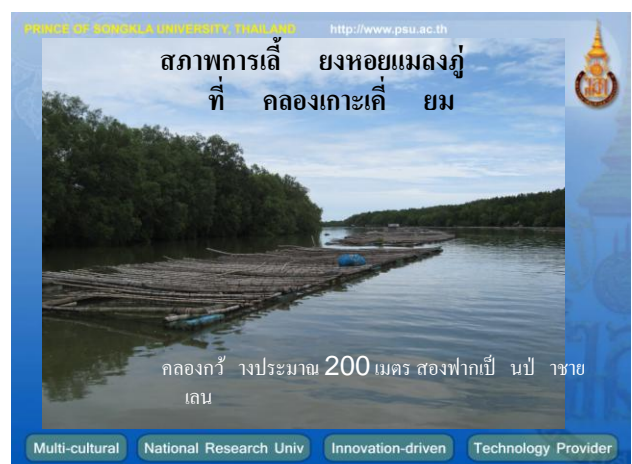 PRINCE OF SONGKLA UNIVERSITY, THAILAND http://www.psu.ac.th
สภาพการเลี้ ยงหอยแมลงภู่
ที่ คลองเกาะเคี่ ยม
คลองกว้ างประมาณ 200 เมตร สองฟากเป็ นป่ าชาย
เลน
Multi-cultural National Research Univ Innovation-driven Technology Provider